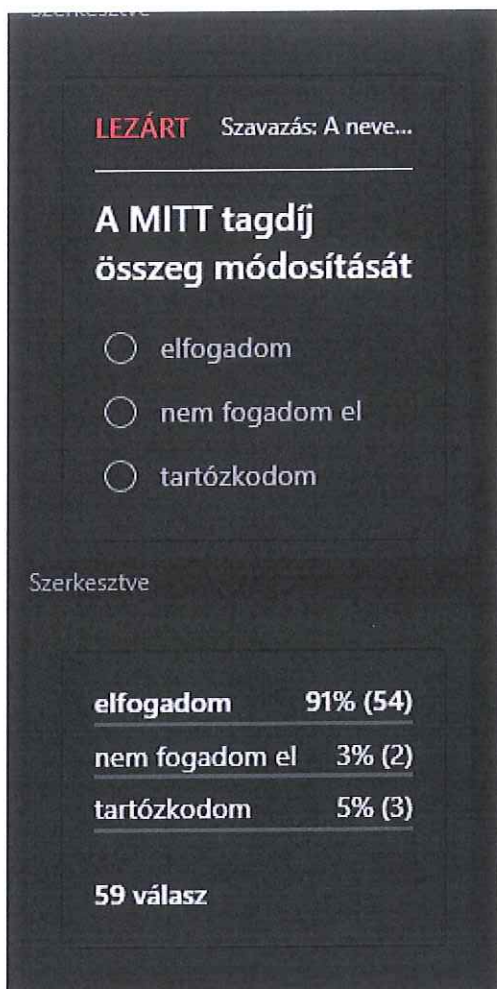 Szerkesztve
LEZÁRT Szavazás: A neve...
A MITT tagdíj
összeg módosítását
elfogadom
nem fogadom el
tartózkodom
Szerkesztve
elfogadom 91% (54)
nem fogadom el 3% (2)
tartózkodom 5% (3)
59 válasz